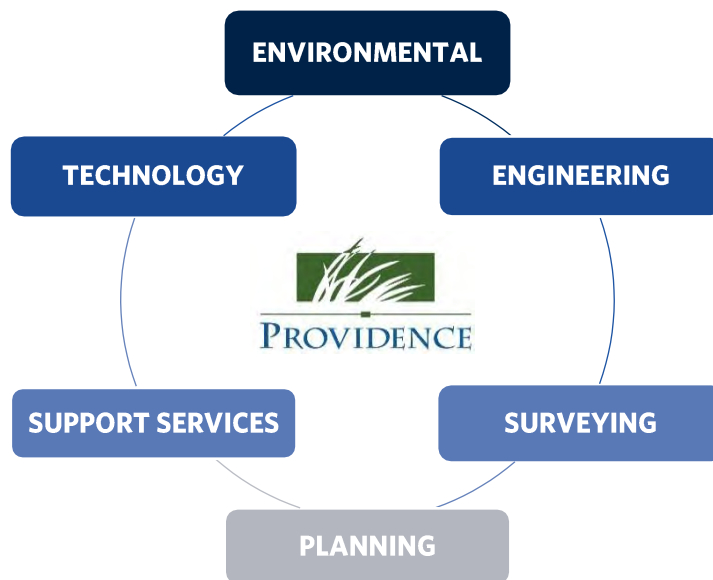 ENVIRONMENTAL
TECHNOLOGY
ENGINEERING
PROVIDENCE
SUPPORT SERVICES
SURVEYING
PLANNING